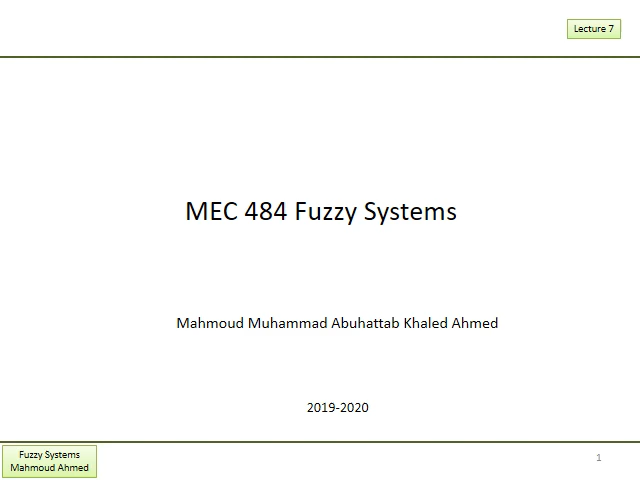 Lecture 7
MEC 484 Fuzzy Systems
Mahmoud Muhammad Abuhattab Khaled Ahmed
2019-2020
Fuzzy Systems
Mahmoud Ahmed
1